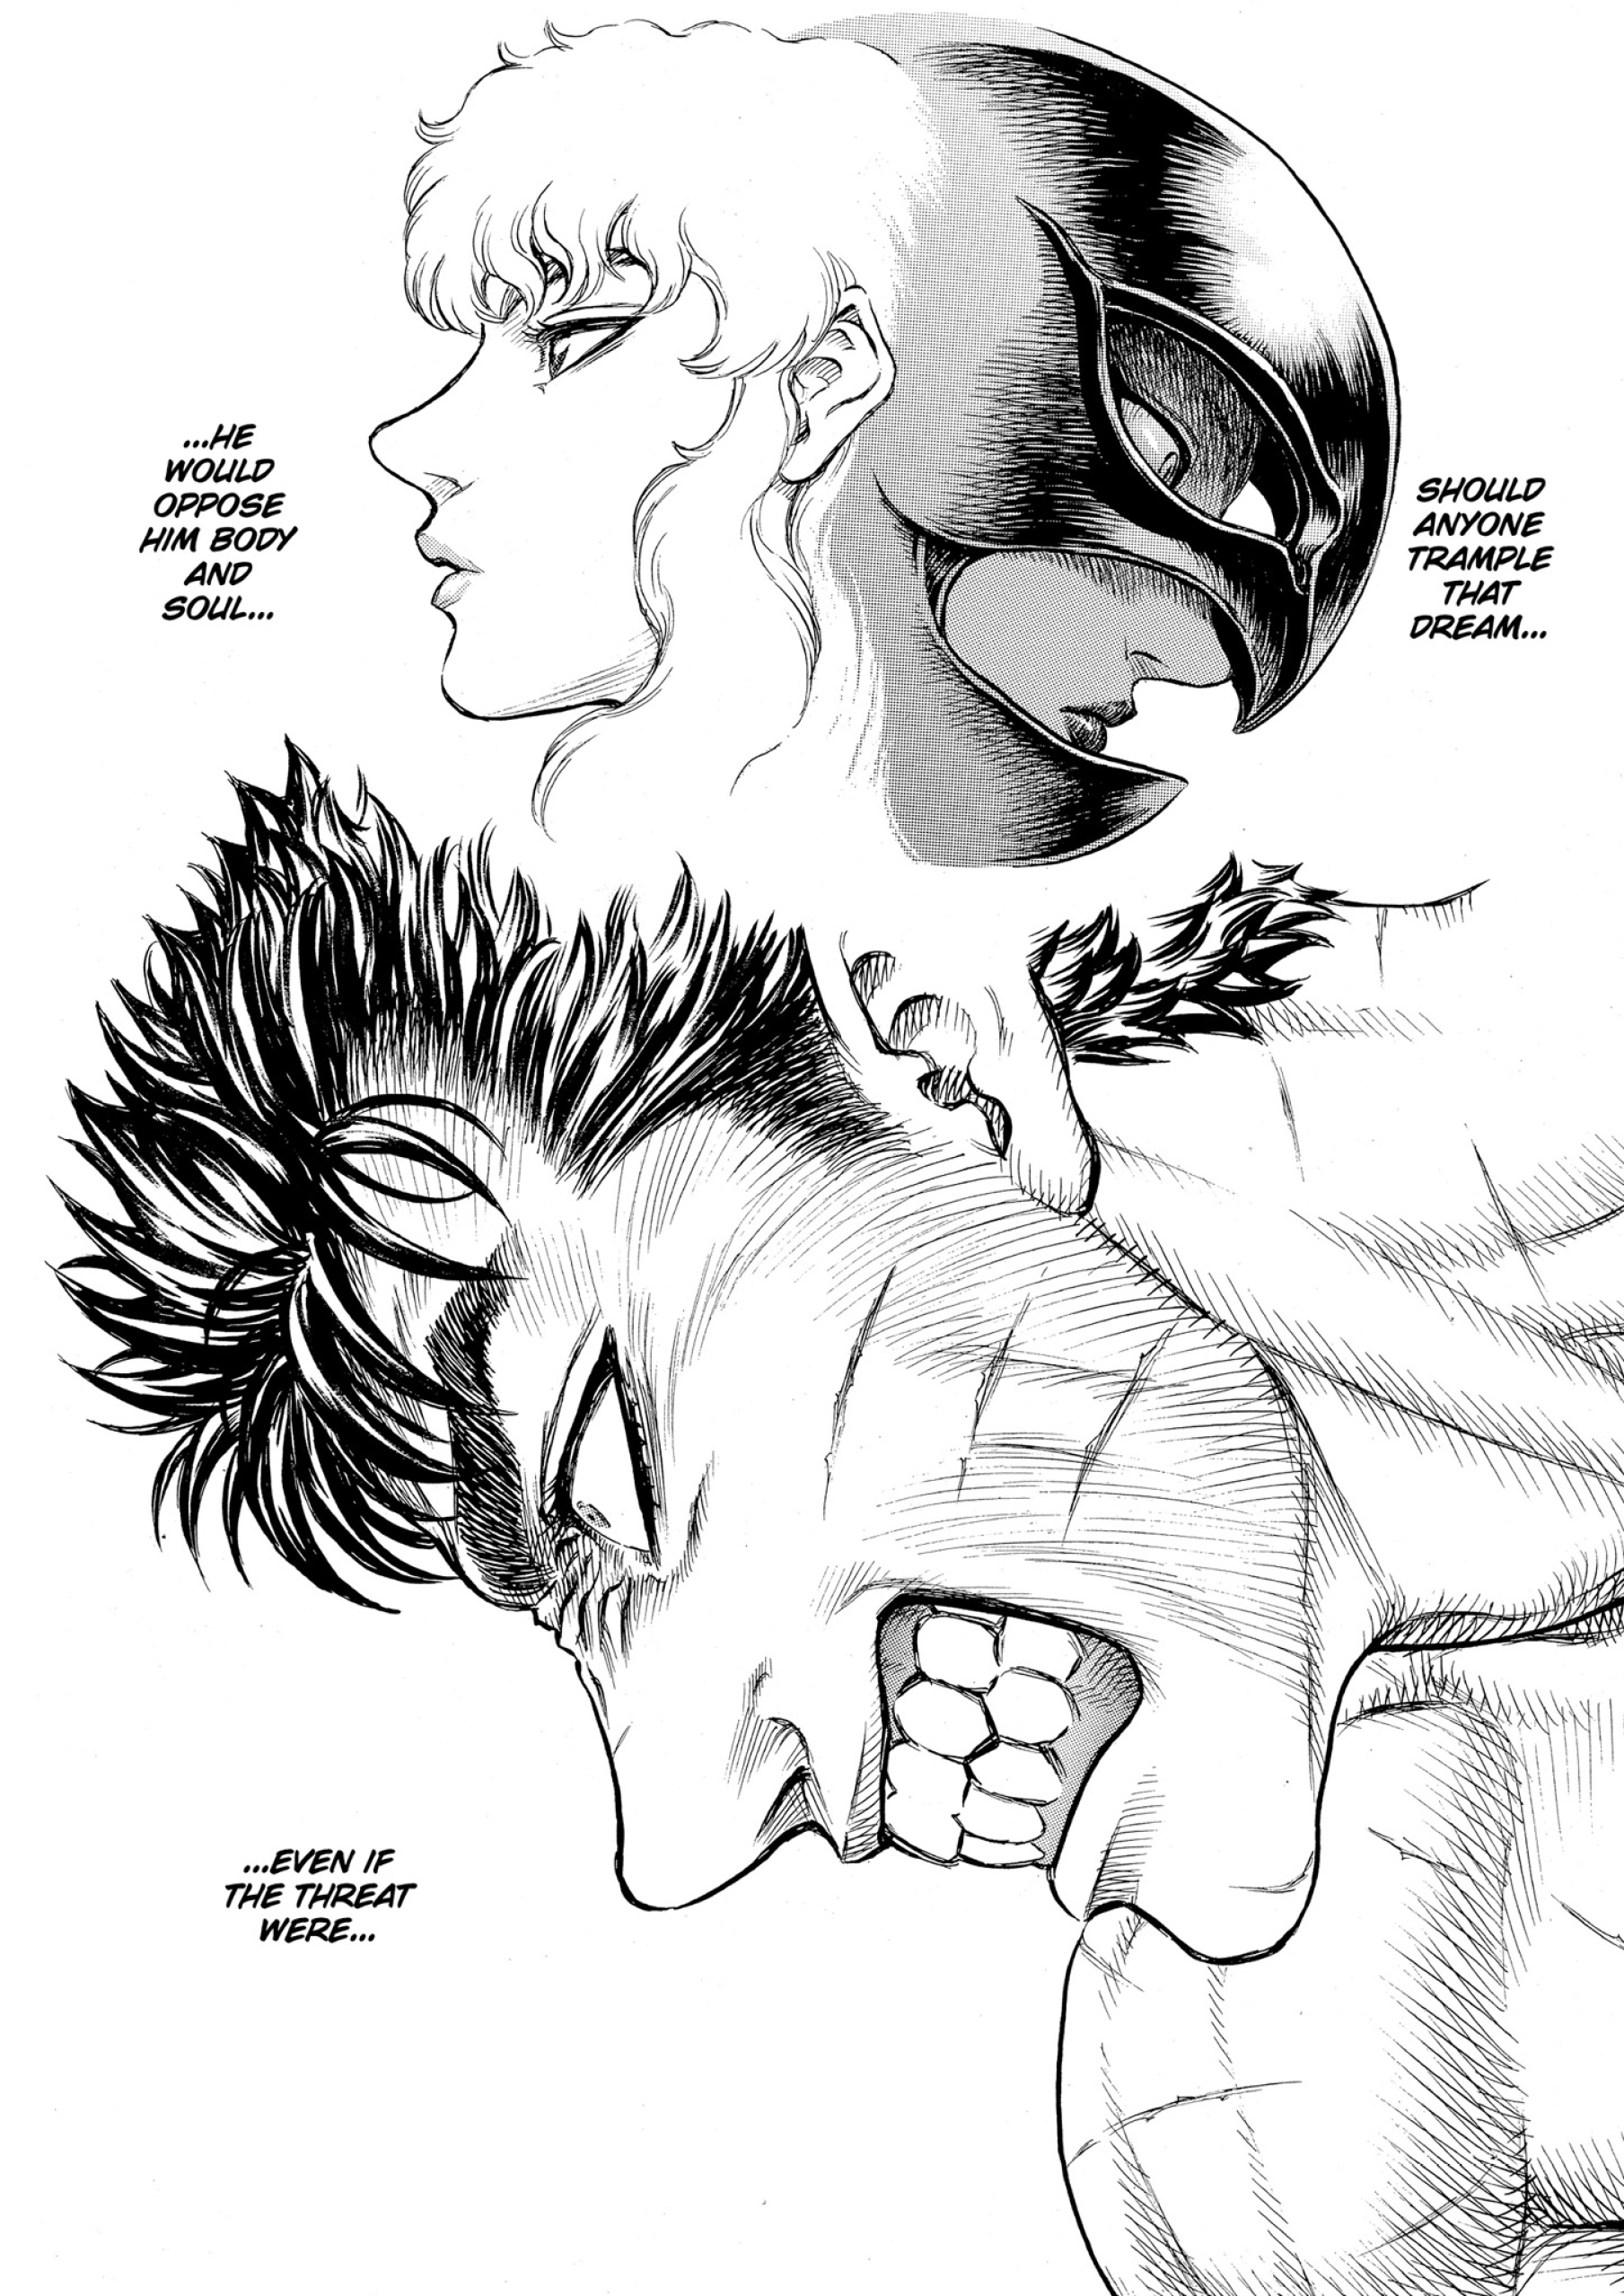 SHOULD
ANYONE
TRAMPLE
THAT
DREAM...
...HE
WOULD
OPPOSE
HIM BODY
AND
SOUL...
...EVEN IF
THE THREAT
WERE...